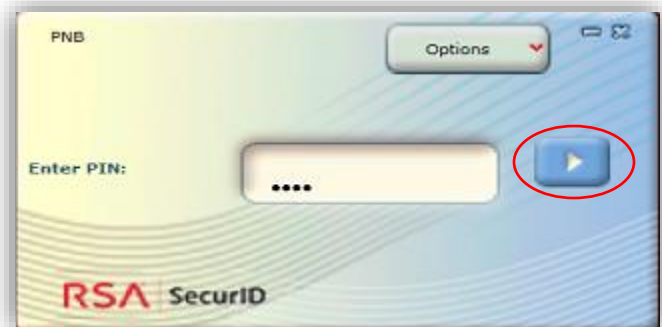 PNB
Options
Enter PIN:
••••
RSA SecurID